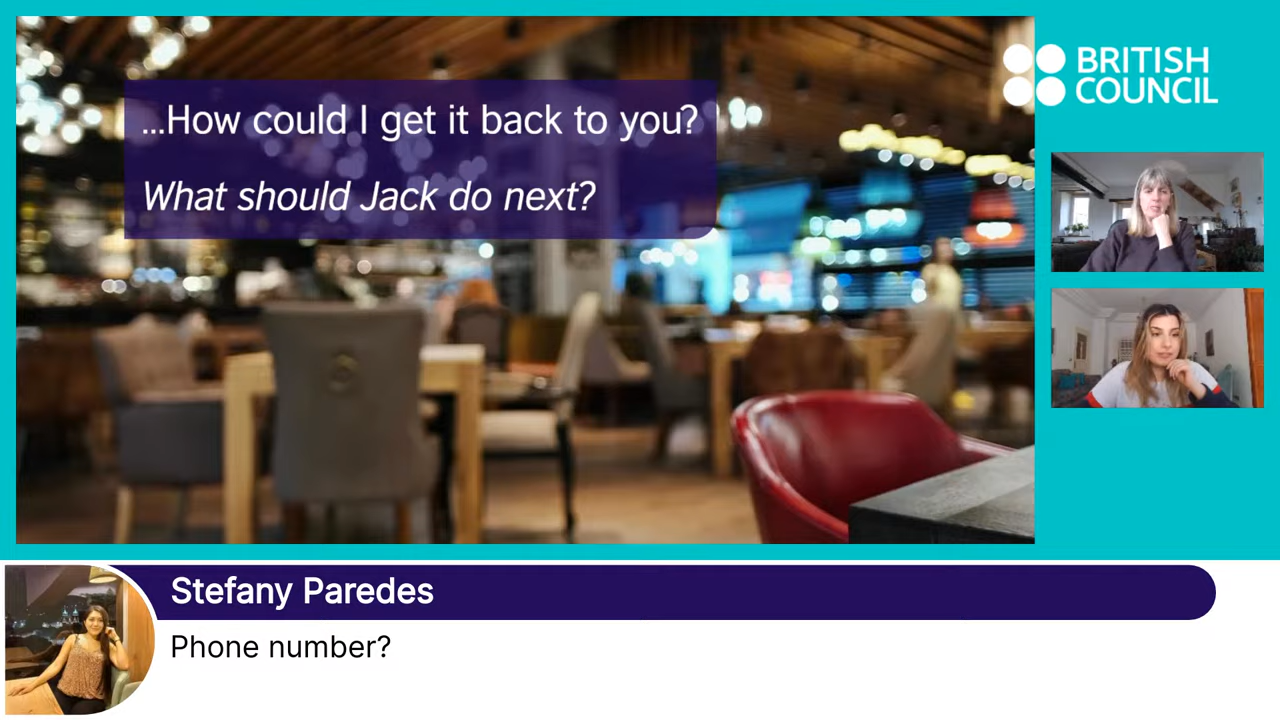 ...How could I get it back to you?
What should Jack do next?
BRITISH
COUNCIL
Stefany Paredes
Phone number?